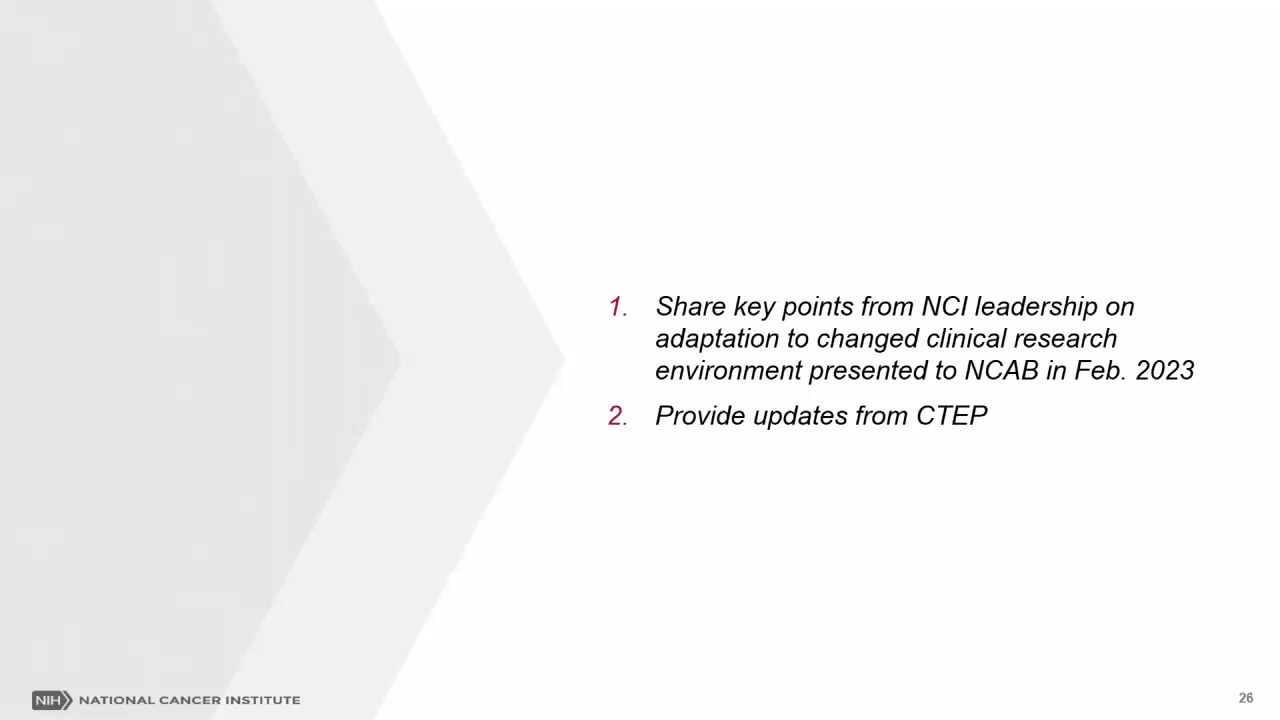 1. Share key points from NCI leadership on
adaptation to changed clinical research
environment presented to NCAB in Feb. 2023
2. Provide updates from CTEP
NIH NATIONAL CANCER INSTITUTE
26